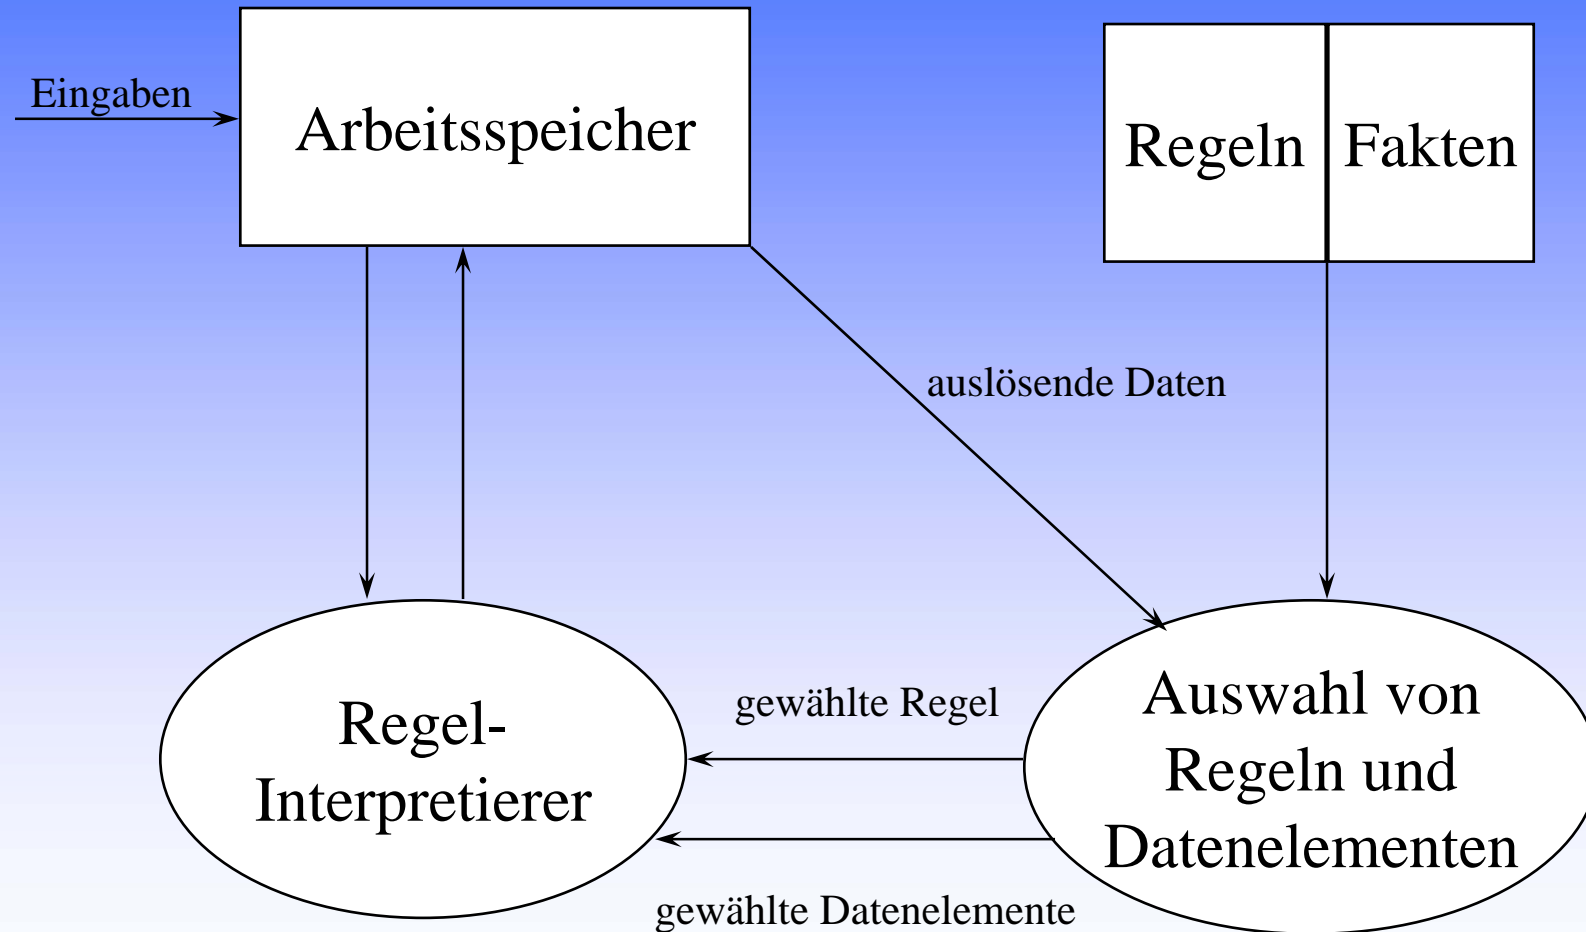 Eingaben
Arbeitsspeicher
Regeln
Fakten
auslösende Daten
gewählte Regel
Regel-
Interpretierer
Auswahl von
Regeln und
Datenelementen
gewählte Datenelemente